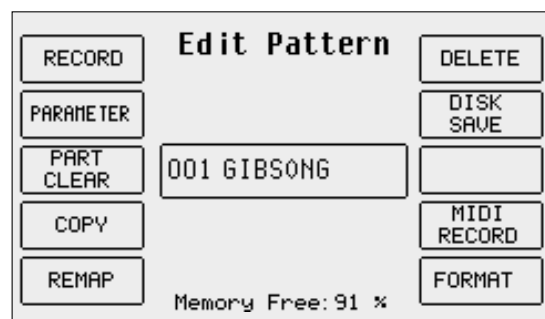 Edit Pattern
RECORD
PARAMETER
PART
CLEAR
COPY
REMAP
001 GIBSONG
DELETE
DISK
SAVE
MIDI
RECORD
FORMAT
Memory Free: 91 %